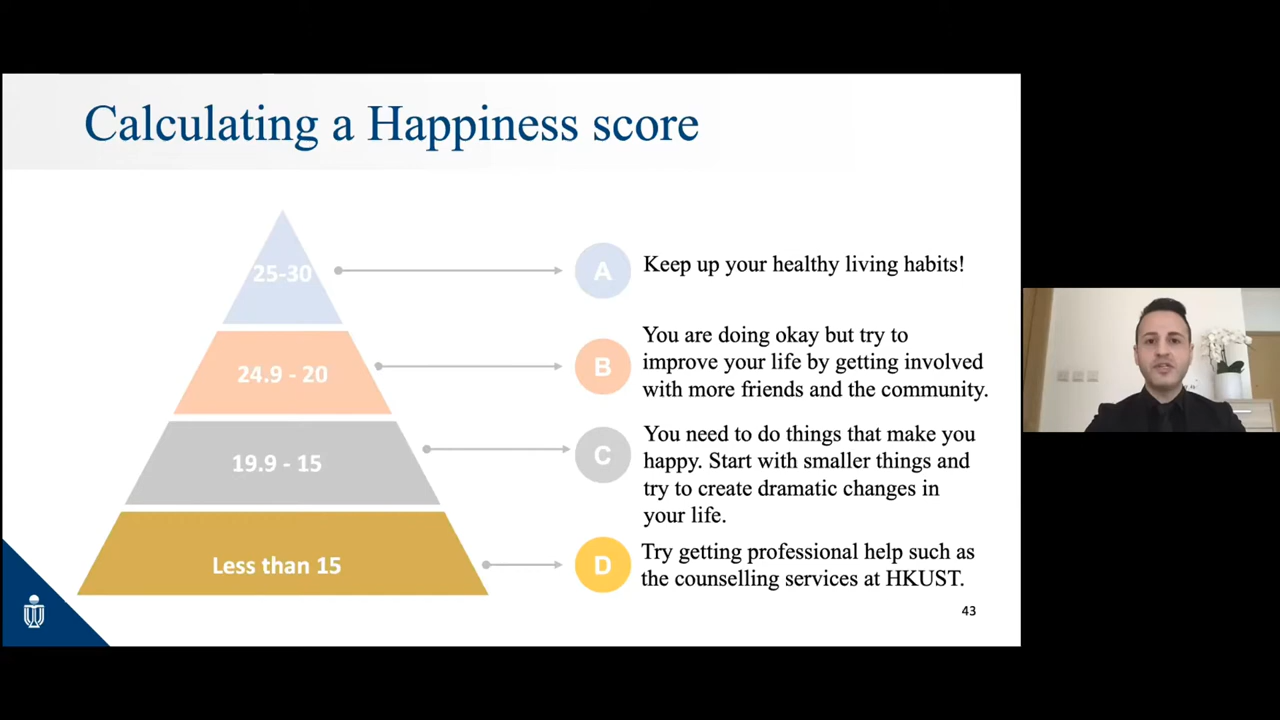 Calculating a Happiness score
25-30
A
Keep up your healthy living habits!
24.9 - 20
B
You are doing okay but try to
improve your life by getting involved
with more friends and the community.
19.9 - 15
C
You need to do things that make you
happy. Start with smaller things and
try to create dramatic changes in
your life.
Less than 15
D
Try getting professional help such as
the counselling services at HKUST.
43